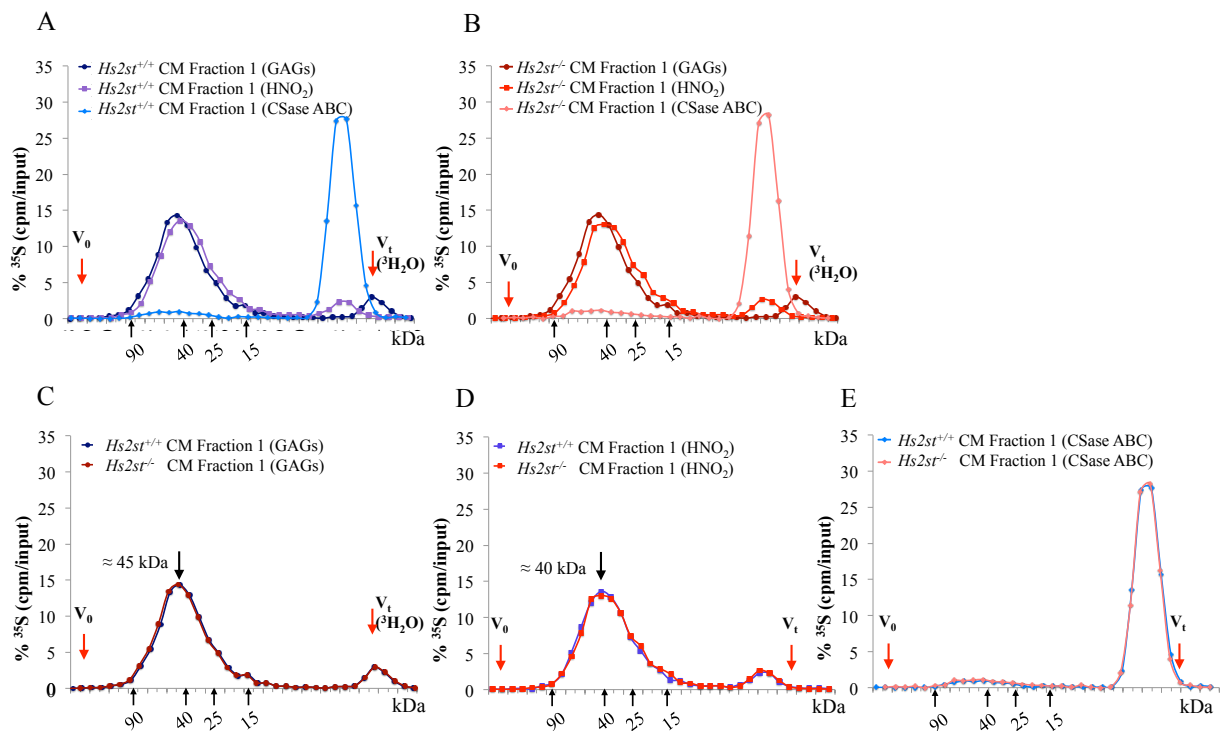 A
35
30
25
20
15
10
5
0
% ³⁵S (cpm/input)
Hs2st⁺/⁺ CM Fraction 1 (GAGs)
Hs2st⁺/⁺ CM Fraction 1 (HNO₂)
Hs2st⁺/⁺ CM Fraction 1 (CSase ABC)
V₀
Vₜ
(³H₂O)
90
40
25
15
kDa
B
35
30
25
20
15
10
5
0
% ³⁵S (cpm/input)
Hs2st⁻/⁻ CM Fraction 1 (GAGs)
Hs2st⁻/⁻ CM Fraction 1 (HNO₂)
Hs2st⁻/⁻ CM Fraction 1 (CSase ABC)
V₀
Vₜ
(³H₂O)
90
40
25
15
kDa
C
35
30
25
20
15
10
5
0
% ³⁵S (cpm/input)
Hs2st⁺/⁺ CM Fraction 1 (GAGs)
Hs2st⁻/⁻ CM Fraction 1 (GAGs)
≈ 45 kDa
V₀
Vₜ
(³H₂O)
90
40
25
15
kDa
D
35
30
25
20
15
10
5
0
% ³⁵S (cpm/input)
Hs2st⁺/⁺ CM Fraction 1 (HNO₂)
Hs2st⁻/⁻ CM Fraction 1 (HNO₂)
≈ 40 kDa
V₀
Vₜ
90
40
25
15
kDa
E
35
30
25
20
15
10
5
0
% ³⁵S (cpm/input)
Hs2st⁺/⁺ CM Fraction 1 (CSase ABC)
Hs2st⁻/⁻ CM Fraction 1 (CSase ABC)
V₀
Vₜ
90
40
25
15
kDa